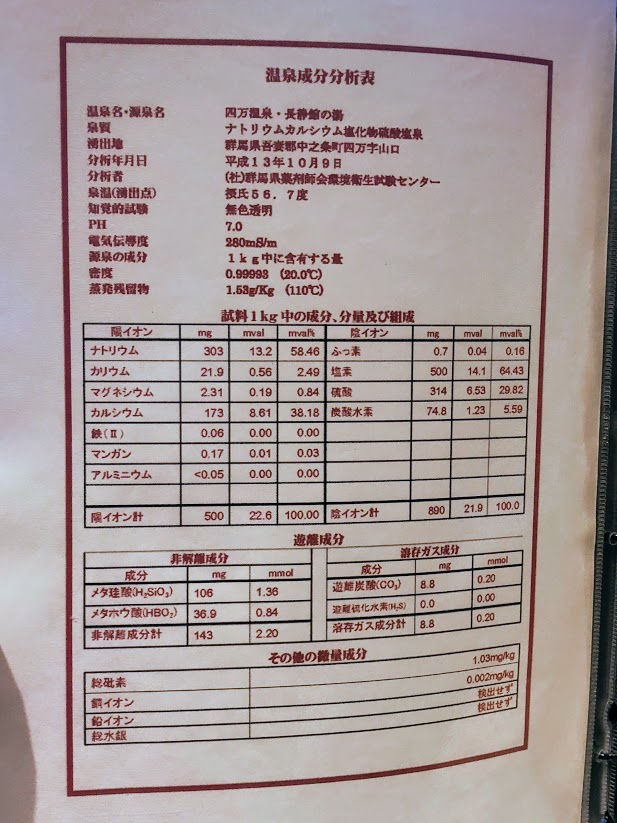 温泉成分分析表
温泉名・源泉名 四万温泉・長静館の湯
泉質 ナトリウムカルシウム塩化物硫酸塩泉
湧出地 群馬県吾妻郡中之条町四万字山口
分析年月日 平成13年10月9日
分析者 (社)群馬県薬剤師会環境衛生試験センター
泉温(湧出点) 摂氏56.7度
知覚的試験 無色透明
PH 7.0
電気伝導度 280mS/m
源泉の成分 1kg中に含有する量
密度 0.99993 (20.0℃)
蒸発残留物 1.53g/Kg (110℃)
試料1kg中の成分、分量及び組成
陽イオン mg mval mval% 陰イオン mg mval mval%
ナトリウム 303 13.2 58.46 ふっ素 0.7 0.04 0.16
カリウム 21.9 0.56 2.49 塩素 500 14.1 64.43
マグネシウム 2.31 0.19 0.84 硫酸 314 6.53 29.82
カルシウム 173 8.61 38.18 炭酸水素 74.8 1.23 5.59
鉄(Ⅱ) 0.06 0.00 0.00
マンガン 0.17 0.01 0.03
アルミニウム <0.05 0.00 0.00
陽イオン計 500 22.6 100.00 陰イオン計 890 21.9 100.0
遊離成分
非解離成分 溶存ガス成分
成分 mg mmol 成分 mg mmol
メタ珪酸(H₂SiO₃) 106 1.36 遊離炭酸(CO₂) 8.8 0.20
メタホウ酸(HBO₂) 36.9 0.84 遊離硫化水素(H₂S) 0.0 0.00
非解離成分計 143 2.20 溶存ガス成分計 8.8 0.20
その他の微量成分
総砒素 1.03mg/kg
銅イオン 0.002mg/kg
鉛イオン 検出せず
総水銀 検出せず